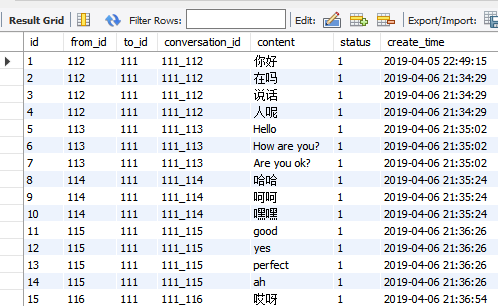 Result Grid Filter Rows: Edit: Export/Import:
id from_id to_id conversation_id content status create_time
1 112 111 111_112 你好 1 2019-04-05 22:49:15
2 112 111 111_112 在吗 1 2019-04-06 21:34:29
3 112 111 111_112 说话 1 2019-04-06 21:34:29
4 112 111 111_112 人呢 1 2019-04-06 21:34:29
5 113 111 111_113 Hello 1 2019-04-06 21:35:02
6 113 111 111_113 How are you? 1 2019-04-06 21:35:02
7 113 111 111_113 Are you ok? 1 2019-04-06 21:35:02
8 114 111 111_114 哈哈 1 2019-04-06 21:35:24
9 114 111 111_114 呵呵 1 2019-04-06 21:35:24
10 114 111 111_114 嘿嘿 1 2019-04-06 21:35:24
11 115 111 111_115 good 1 2019-04-06 21:36:26
12 115 111 111_115 yes 1 2019-04-06 21:36:26
13 115 111 111_115 perfect 1 2019-04-06 21:36:26
14 115 111 111_115 ah 1 2019-04-06 21:36:26
15 116 111 111_116 哎呀 1 2019-04-06 21:36:54